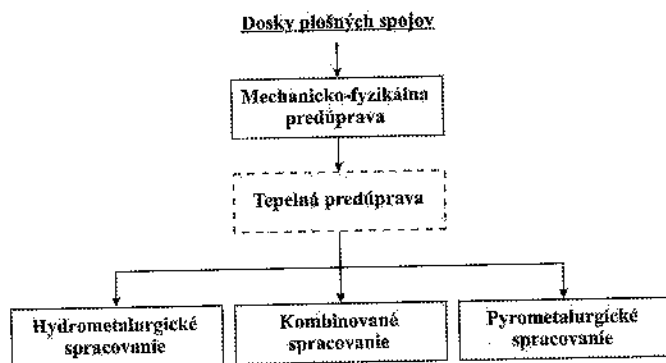 Dosky plošných spojov
Mechanicko-fyzikálna
predúprava
Tepelná predúprava
Hydrometalurgické
spracovanie
Kombinované
spracovanie
Pyrometalurgické
spracovanie